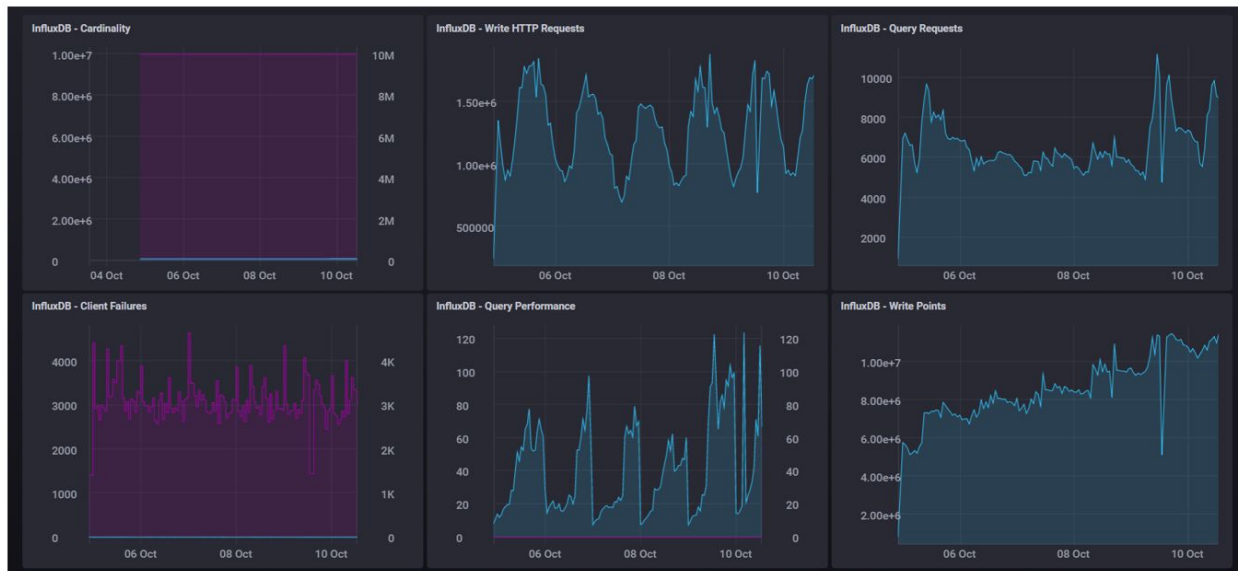 InfluxDB - Cardinality
1.00e+7
8.00e+6
6.00e+6
4.00e+6
2.00e+6
0
10M
8M
6M
4M
2M
0
04 Oct 06 Oct 08 Oct 10 Oct
InfluxDB - Write HTTP Requests
1.50e+6
1.00e+6
500000
06 Oct 08 Oct 10 Oct
InfluxDB - Query Requests
10000
8000
6000
4000
2000
06 Oct 08 Oct 10 Oct
InfluxDB - Client Failures
4000
3000
2000
1000
0
4K
3K
2K
1K
0
06 Oct 08 Oct 10 Oct
InfluxDB - Query Performance
120
100
80
60
40
20
0
120
100
80
60
40
20
0
06 Oct 08 Oct 10 Oct
InfluxDB - Write Points
1.00e+7
8.00e+6
6.00e+6
4.00e+6
2.00e+6
06 Oct 08 Oct 10 Oct